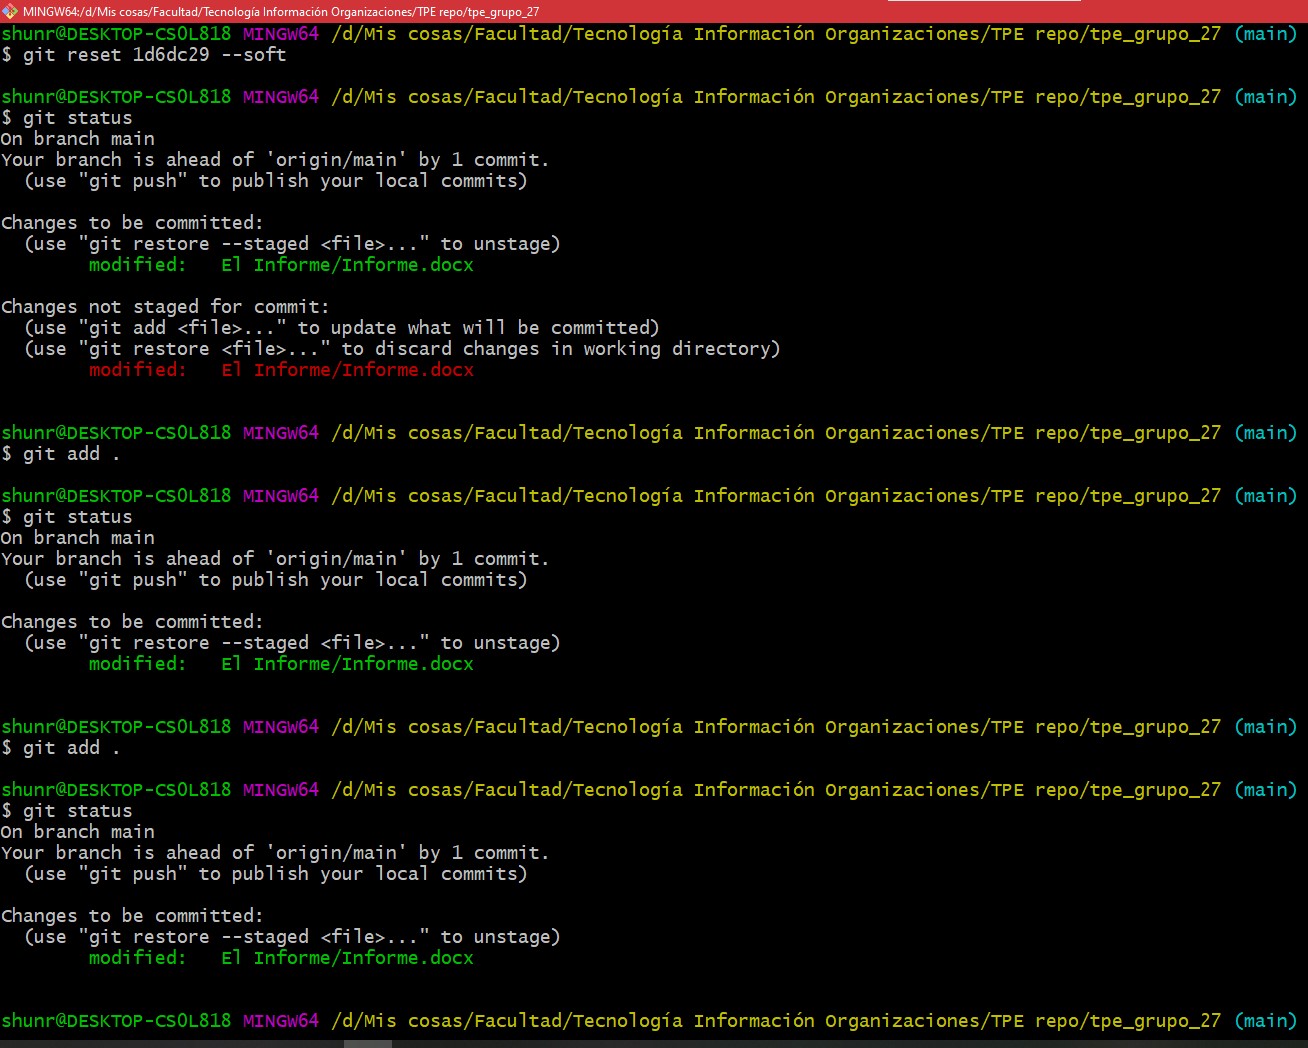 MINGW64:/d/Mis cosas/Facultad/Tecnología Información Organizaciones/TPE repo/tpe_grupo_27
shunr@DESKTOP-CS0L818 MINGW64 /d/Mis cosas/Facultad/Tecnología Información Organizaciones/TPE repo/tpe_grupo_27 (main)
$ git reset 1d6dc29 --soft
shunr@DESKTOP-CS0L818 MINGW64 /d/Mis cosas/Facultad/Tecnología Información Organizaciones/TPE repo/tpe_grupo_27 (main)
$ git status
On branch main
Your branch is ahead of 'origin/main' by 1 commit.
  (use "git push" to publish your local commits)
Changes to be committed:
  (use "git restore --staged <file>..." to unstage)
        modified:   El Informe/Informe.docx
Changes not staged for commit:
  (use "git add <file>..." to update what will be committed)
  (use "git restore <file>..." to discard changes in working directory)
        modified:   El Informe/Informe.docx
shunr@DESKTOP-CS0L818 MINGW64 /d/Mis cosas/Facultad/Tecnología Información Organizaciones/TPE repo/tpe_grupo_27 (main)
$ git add .
shunr@DESKTOP-CS0L818 MINGW64 /d/Mis cosas/Facultad/Tecnología Información Organizaciones/TPE repo/tpe_grupo_27 (main)
$ git status
On branch main
Your branch is ahead of 'origin/main' by 1 commit.
  (use "git push" to publish your local commits)
Changes to be committed:
  (use "git restore --staged <file>..." to unstage)
        modified:   El Informe/Informe.docx
shunr@DESKTOP-CS0L818 MINGW64 /d/Mis cosas/Facultad/Tecnología Información Organizaciones/TPE repo/tpe_grupo_27 (main)
$ git add .
shunr@DESKTOP-CS0L818 MINGW64 /d/Mis cosas/Facultad/Tecnología Información Organizaciones/TPE repo/tpe_grupo_27 (main)
$ git status
On branch main
Your branch is ahead of 'origin/main' by 1 commit.
  (use "git push" to publish your local commits)
Changes to be committed:
  (use "git restore --staged <file>..." to unstage)
        modified:   El Informe/Informe.docx
shunr@DESKTOP-CS0L818 MINGW64 /d/Mis cosas/Facultad/Tecnología Información Organizaciones/TPE repo/tpe_grupo_27 (main)